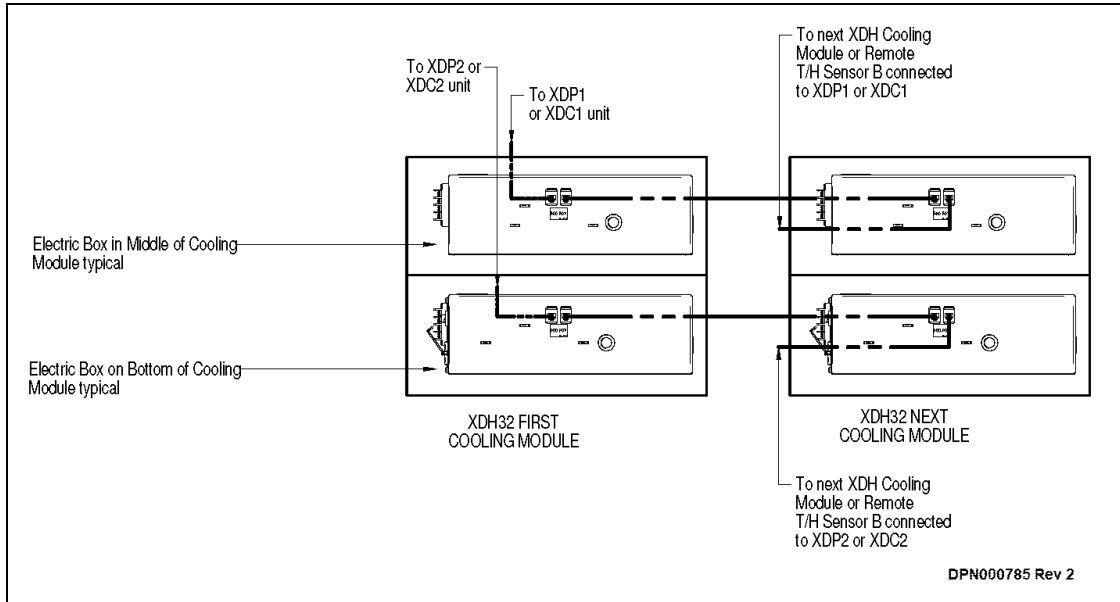 To next XDH Cooling
Module or Remote
T/H Sensor B connected
to XDP1 or XDC1
To XDP2 or
XDC2 unit
To XDP1
or XDC1 unit
Electric Box in Middle of Cooling
Module typical
Electric Box on Bottom of Cooling
Module typical
XDH32 FIRST
COOLING MODULE
XDH32 NEXT
COOLING MODULE
To next XDH Cooling
Module or Remote
T/H Sensor B connected
to XDP2 or XDC2
DPN000785 Rev 2